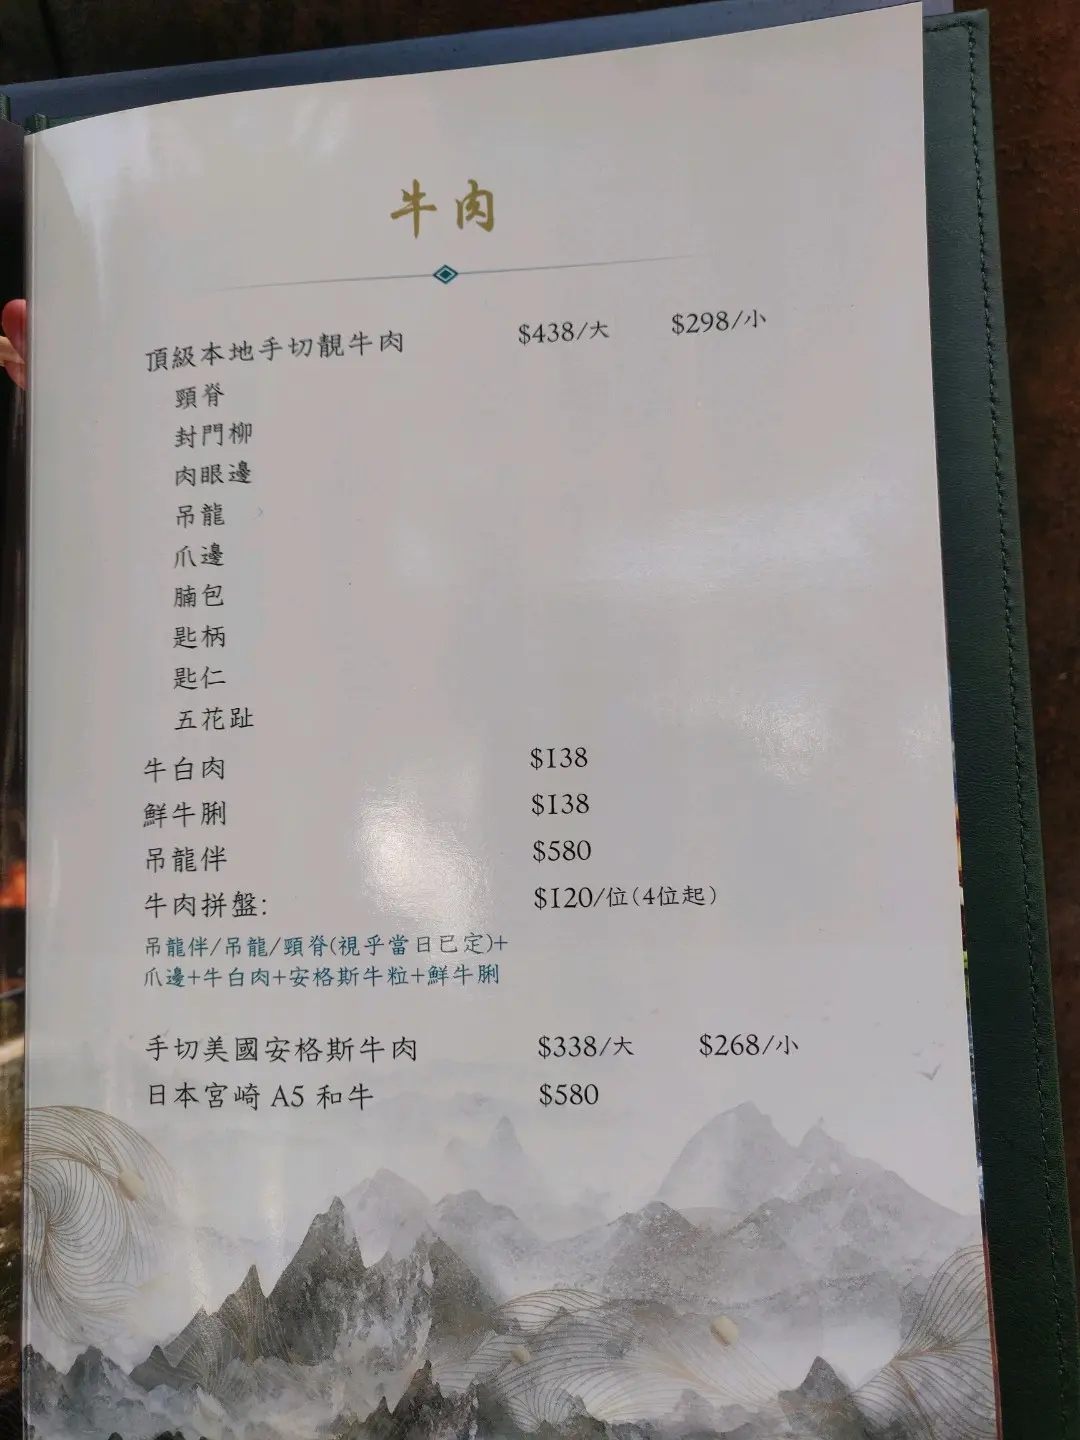 牛肉
頂級本地手切靚牛肉 $438/大 $298/小
頸脊
封門柳
肉眼邊
吊龍
爪邊
腩包
匙柄
匙仁
五花趾
牛白肉 $138
鮮牛脷 $138
吊龍伴 $580
牛肉拼盤: $120/位(4位起)
吊龍伴/吊龍/頸脊(視乎當日已定)+
爪邊+牛白肉+安格斯牛粒+鮮牛脷
手切美國安格斯牛肉 $338/大 $268/小
日本宮崎 A5 和牛 $580